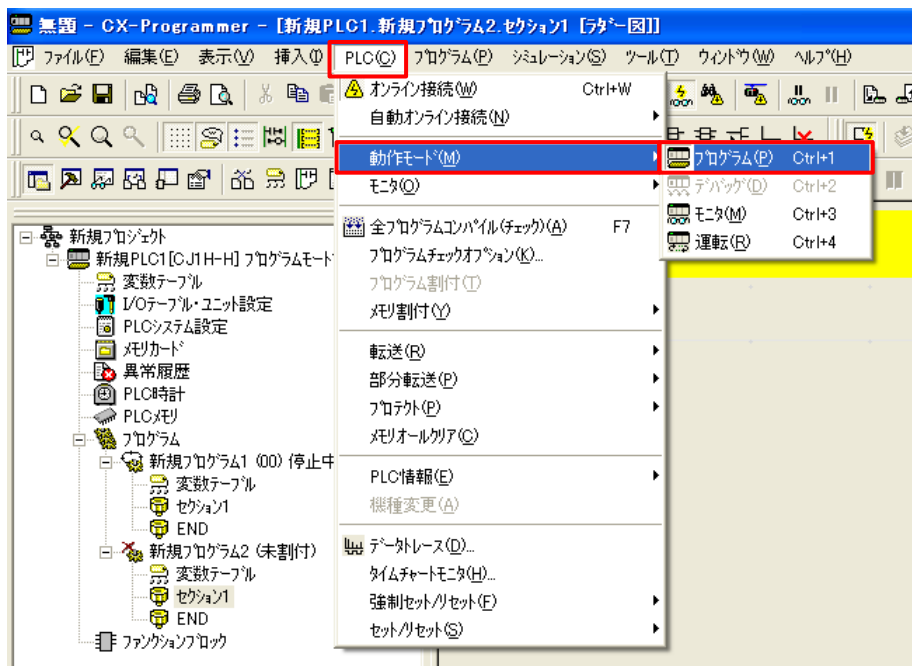 無題 - CX-Programmer - [新規PLC1.新規プログラム2.セクション1 [ラダー図]]
ファイル(F) 編集(E) 表示(V) 挿入(I) PLC(C) プログラム(P) シミュレーション(S) ツール(T) ウィンドウ(W) ヘルプ(H)
オンライン接続(W) Ctrl+W
自動オンライン接続(N)
動作モード(M)
プログラム(P) Ctrl+1
モニタ(O)
デバッグ(D) Ctrl+2
モニタ(M) Ctrl+3
運転(R) Ctrl+4
全プログラムコンパイル(チェック)(A) F7
プログラムチェックオプション(K)...
プログラム割付(T)
メモリ割付(Y)
転送(R)
部分転送(P)
プロテクト(P)
メモリオールクリア(C)
PLC情報(E)
機種変更(A)
データトレース(D)...
タイムチャートモニタ(H)...
強制セット/リセット(F)
セット/リセット(S)
新規プロジェクト
新規PLC1[CJ1H-H] プログラムモード
変数テーブル
I/Oテーブル・ユニット設定
PLCシステム設定
メモリカード
異常履歴
PLC時計
PLCメモリ
プログラム
新規プログラム1 (00) 停止中
変数テーブル
セクション1
END
新規プログラム2 (未割付)
変数テーブル
セクション1
END
ファンクションブロック